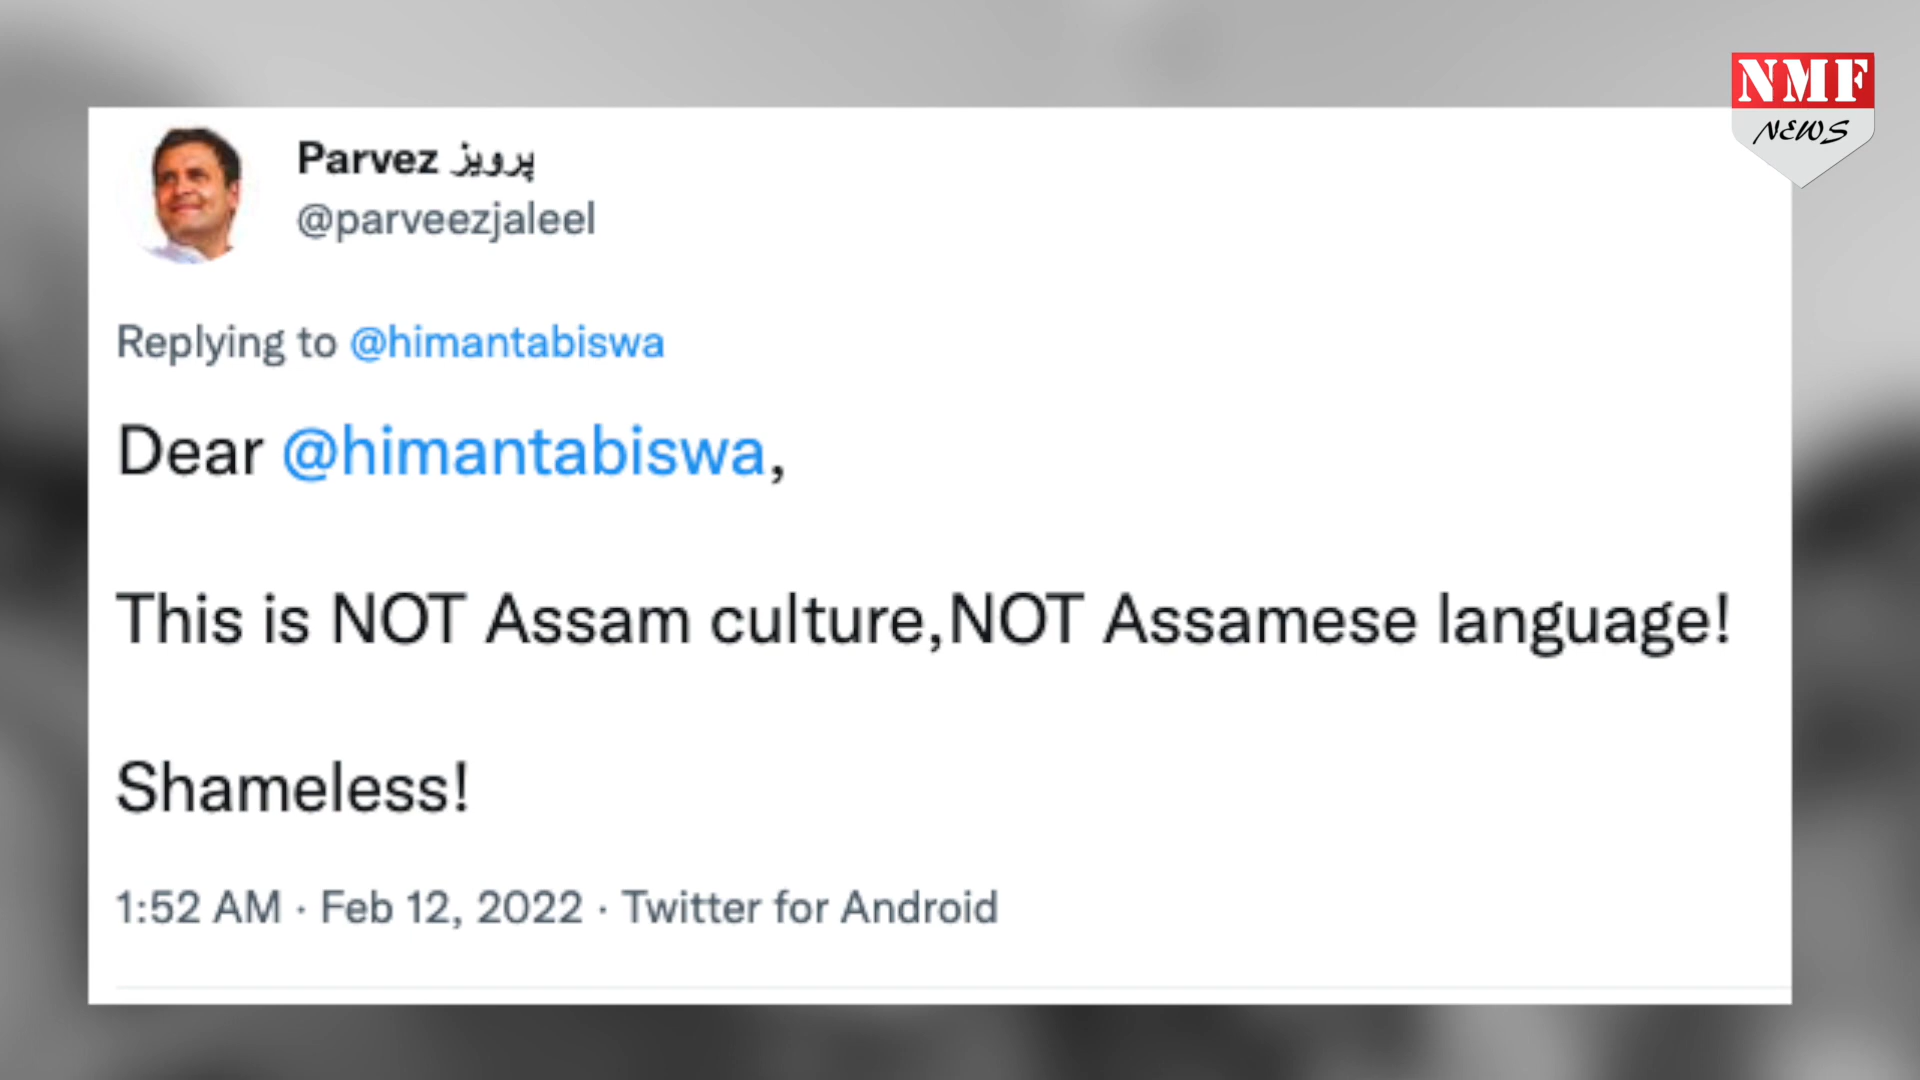 NMF
NEWS
Parvez پرویز
@parveezjaleel
Replying to @himantabiswa
Dear @himantabiswa,
This is NOT Assam culture,NOT Assamese language!
Shameless!
1:52 AM · Feb 12, 2022 · Twitter for Android